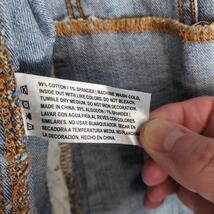 99% COTTON / 1% SPANDEX / MACHINE WASH COLD,
INSIDE OUT WITH LIKE COLORS. DO NOT BLEACH.
TUMBLE DRY MEDIUM. DO NOT IRON DECORATION.
MADE IN CHINA. 99% ALGODÓN / 1% SPANDEX/
LAVAR CON AGUA FRÍA AL REVÉS CON COLORES
SIMILARES. NO USAR BLANQUEADOR.
SECADORA A TEMPERATURA MEDIA. NO PLANCHAR
LA DECORACIÓN. HECHO EN CHINA.